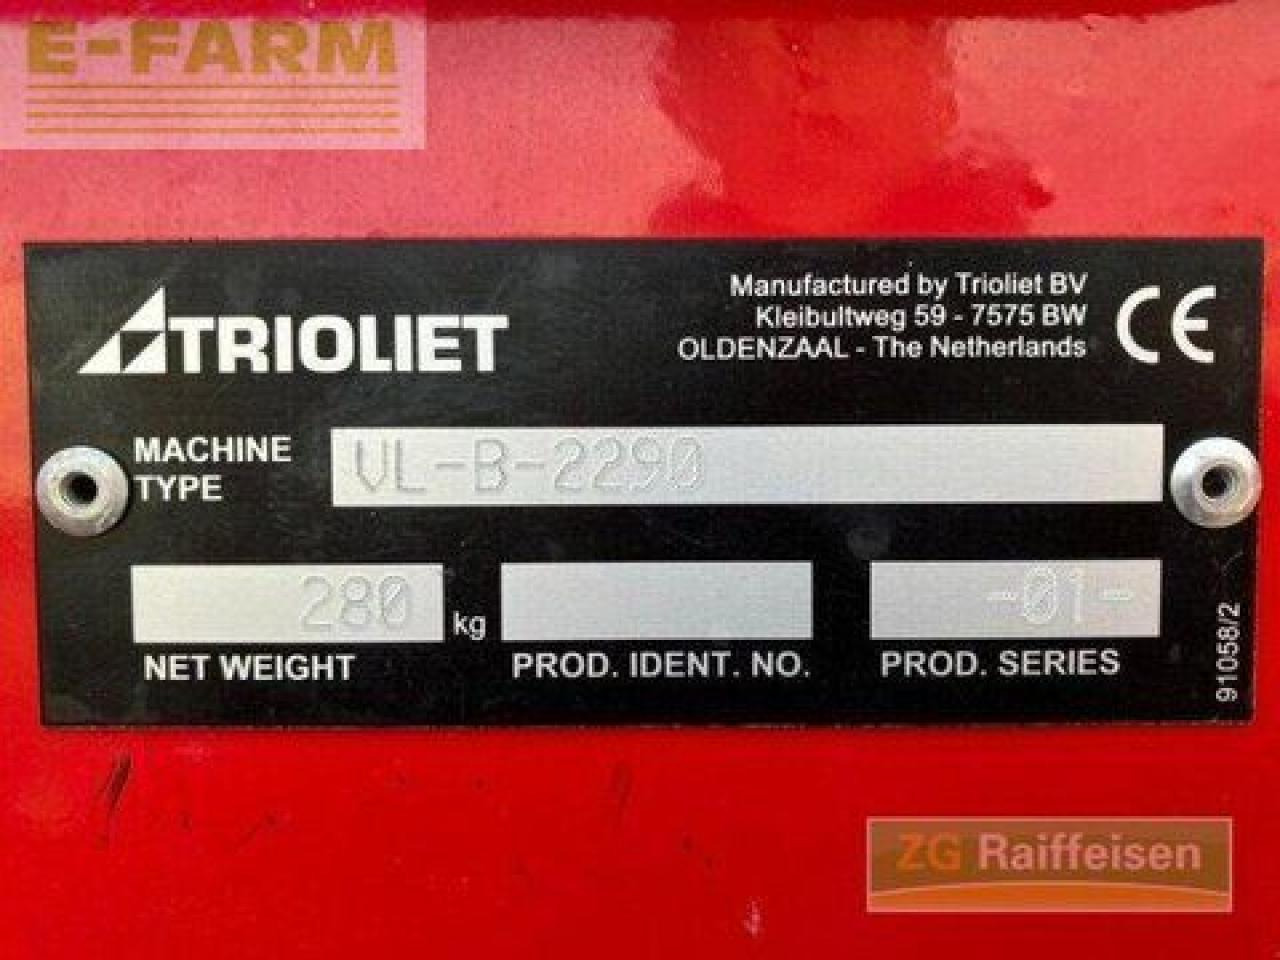 E-FARM
TRIOLIET
Manufactured by Trioliet BV
Kleibultweg 59 - 7575 BW
OLDENZAAL - The Netherlands
CE
MACHINE TYPE
VL-B-2290
280 kg
NET WEIGHT
PROD. IDENT. NO.
-01-
PROD. SERIES
91058/2
ZG Raiffeisen